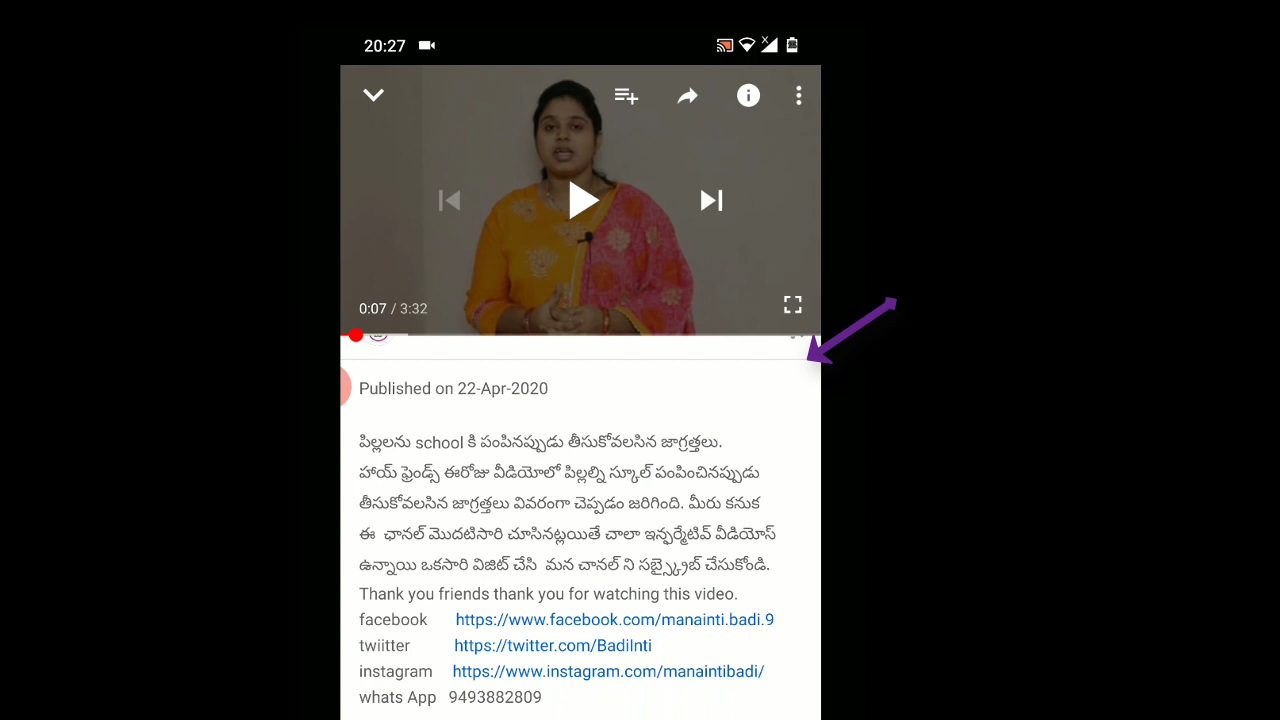 20:27
0:07 / 3:32
Published on 22-Apr-2020
పిల్లలను school కి పంపినప్పుడు తీసుకోవలసిన జాగ్రత్తలు.
హాయ్ ఫ్రెండ్స్ ఈరోజు వీడియోలో పిల్లల్ని స్కూల్ పంపించినప్పుడు
తీసుకోవలసిన జాగ్రత్తలు వివరంగా చెప్పడం జరిగింది. మీరు కనుక
ఈ ఛానల్ మొదటిసారి చూసినట్లయితే చాలా ఇన్ఫర్మేటివ్ వీడియోస్
ఉన్నాయి ఒకసారి విజిట్ చేసి మన చానల్ ని సబ్స్క్రైబ్ చేసుకోండి.
Thank you friends thank you for watching this video.
facebook https://www.facebook.com/manainti.badi.9
twiitter https://twitter.com/BadiInti
instagram https://www.instagram.com/manaintibadi/
whats App 9493882809